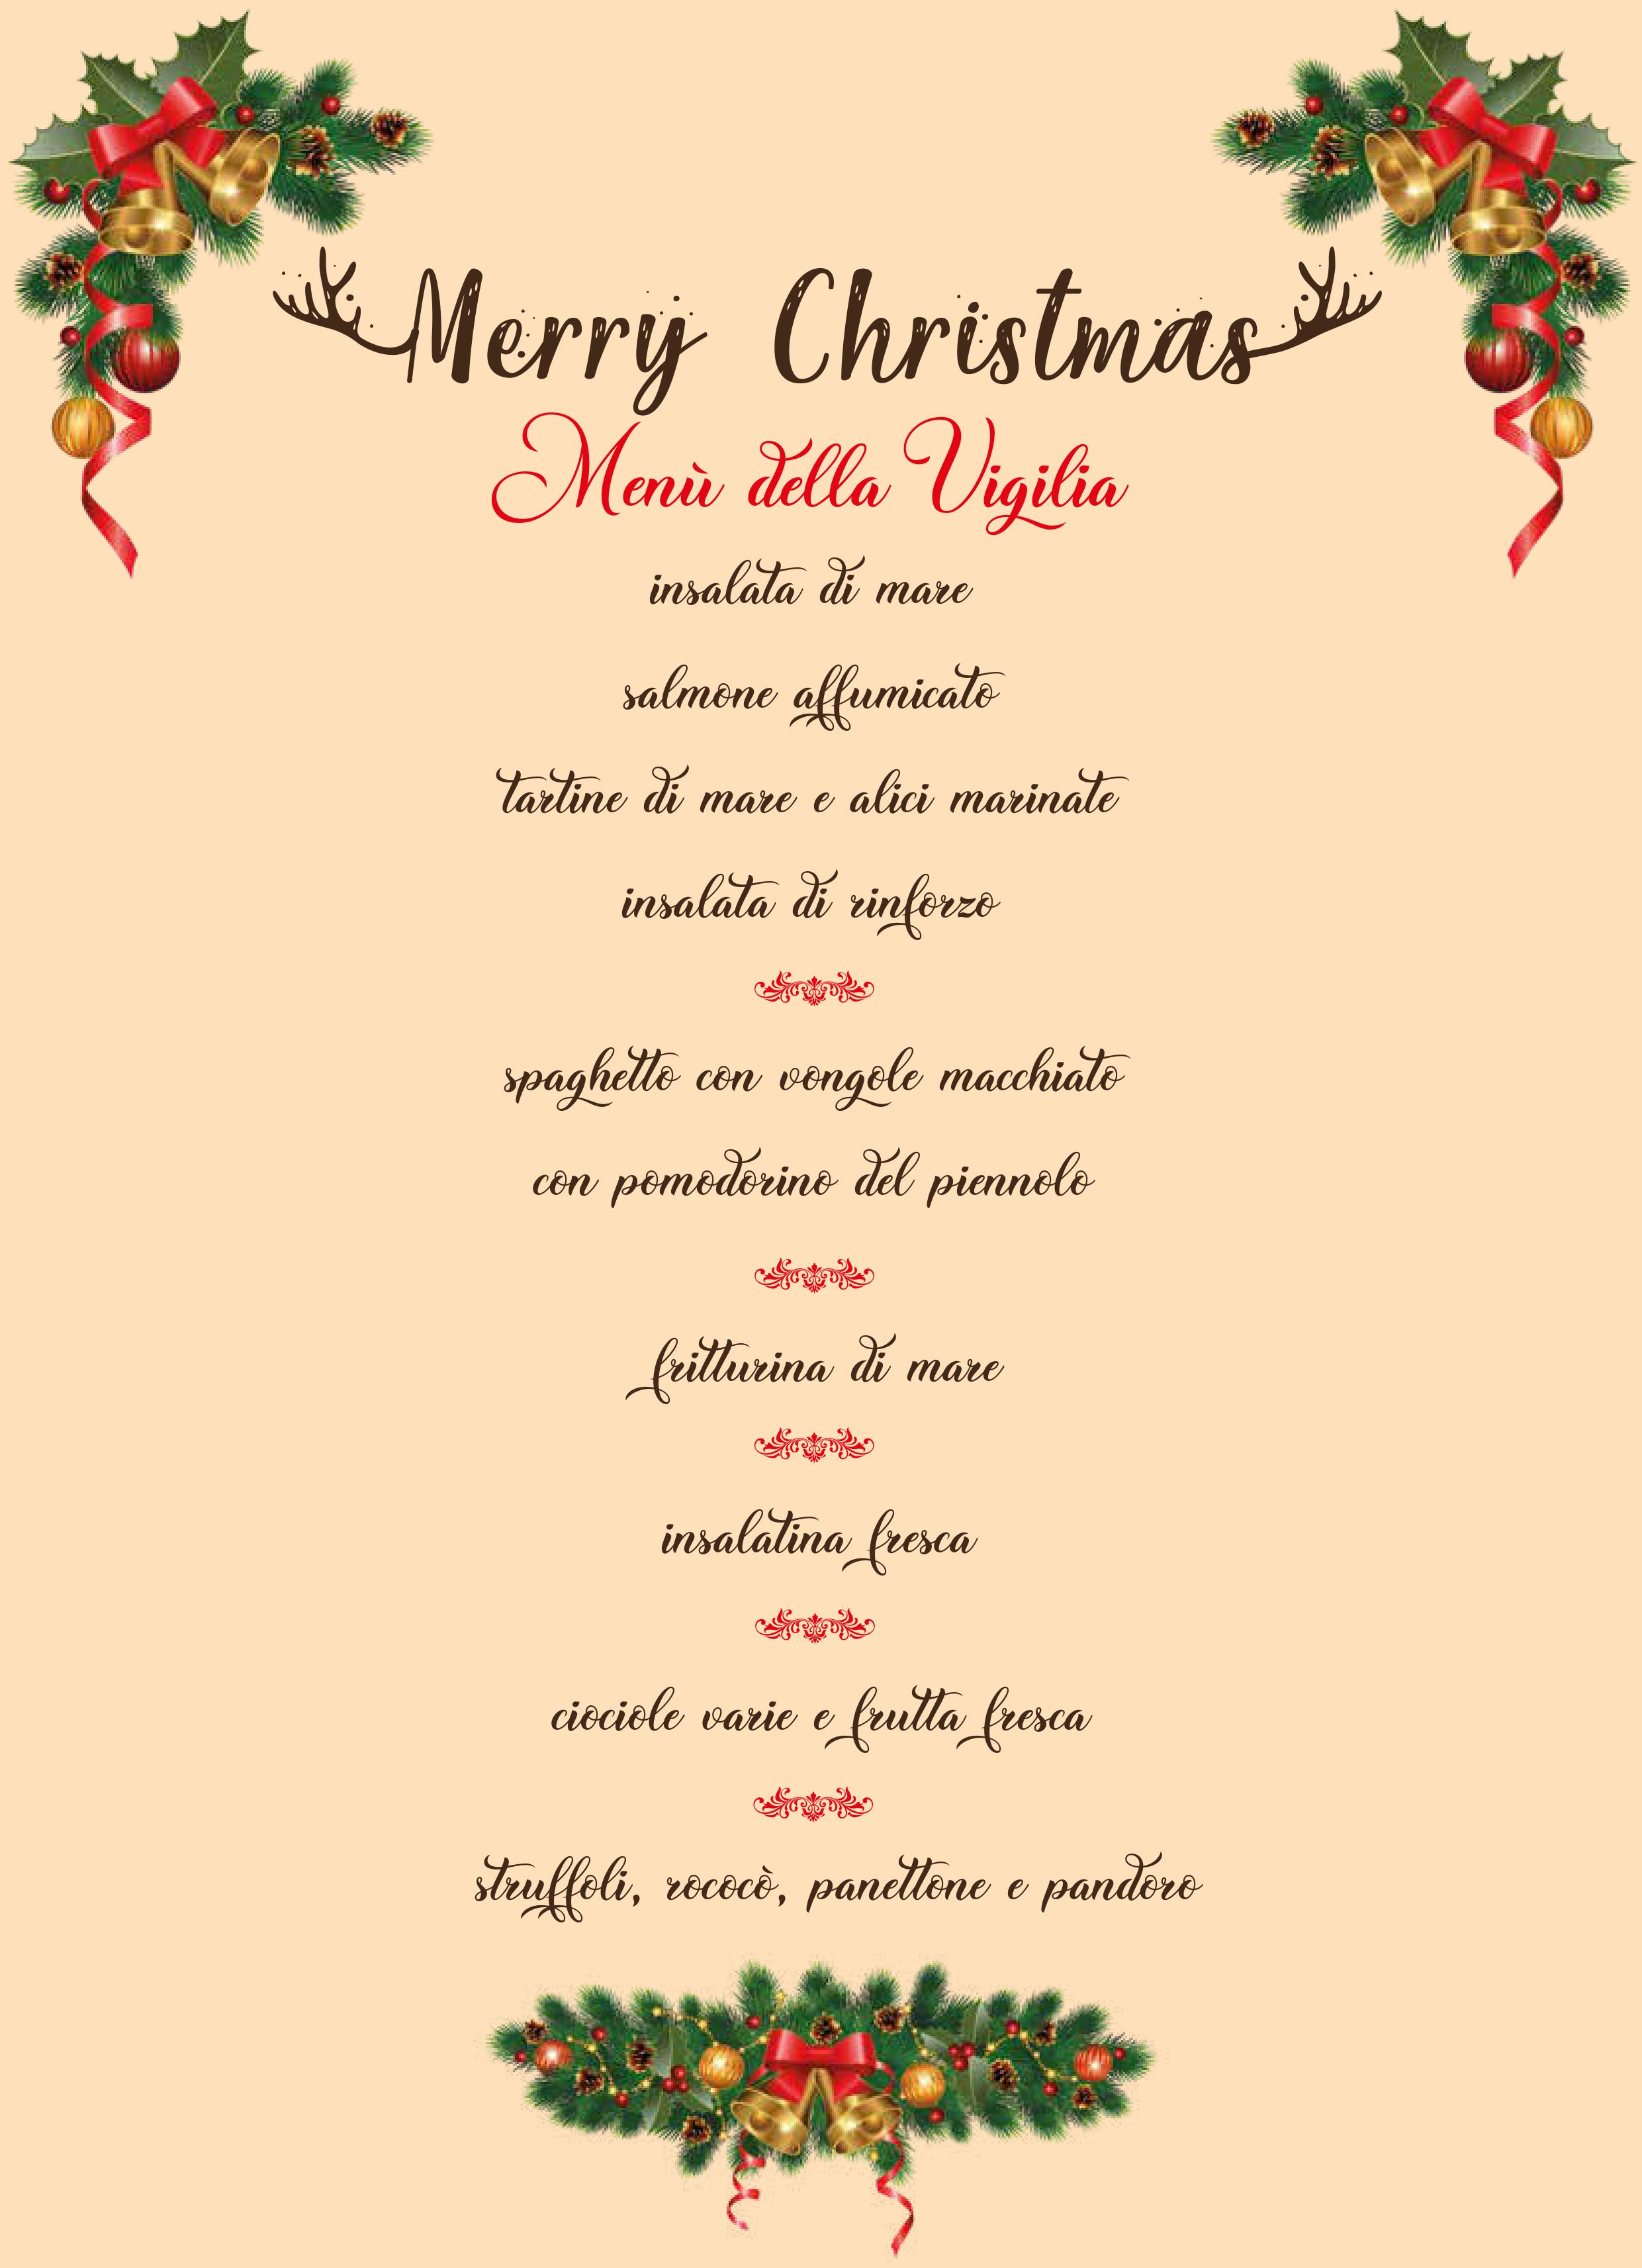 Merry Christmas
Menù della Vigilia
insalata di mare
salmone affumicato
tartine di mare e alici marinate
insalata di rinforzo
spaghetto con vongole macchiato
con pomodorino del piennolo
fritturina di mare
insalatina fresca
ciociole varie e frutta fresca
struffoli, rococò, panettone e pandoro